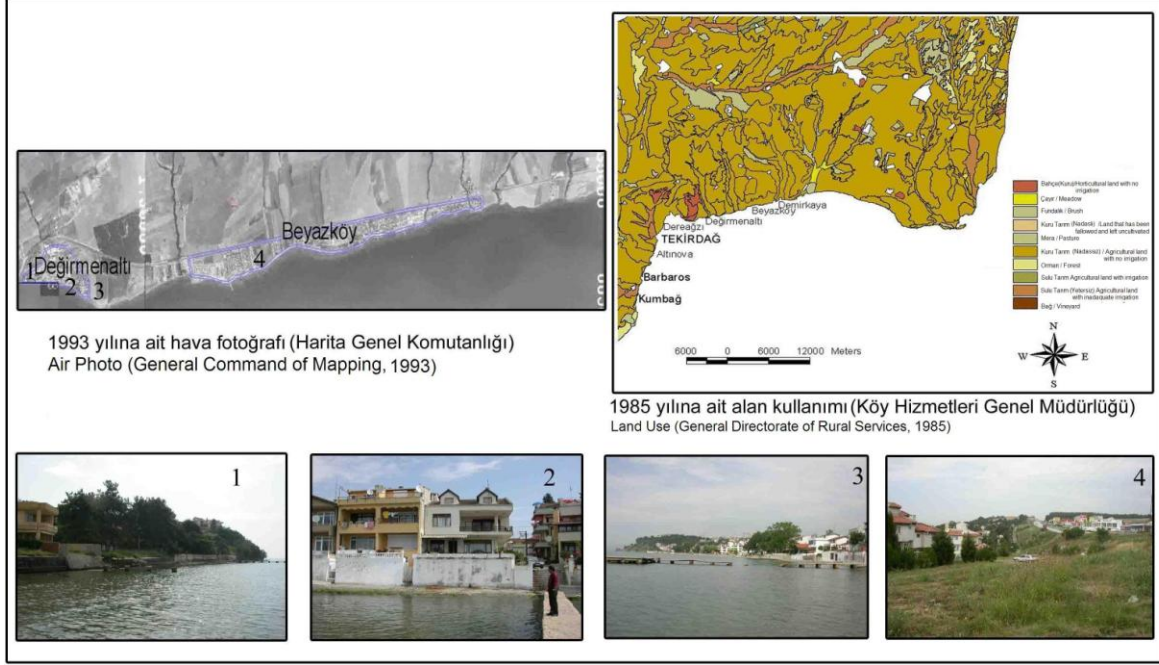 Değirmenaltı
Beyazköy
1
2
3
4
1993 yılına ait hava fotoğrafı (Harita Genel Komutanlığı)
Air Photo (General Command of Mapping, 1993)
Dereağzı
Değirmenaltı
Beyazköy
Demirkaya
TEKİRDAĞ
Altınova
Barbaros
Kumbağ
6000 0 6000 12000 Meters
Bahçe(Kuru)/Horticultural land with no
irrigation
Çayır / Meadow
Fundalık / Brush
Kuru Tarım (Nadaslı) /Land that has been
fallowed and left uncultivated
Mera / Pasture
Kuru Tarım (Nadassız) / Agricultural land
with no irrigation
Orman / Forest
Sulu Tarım Agricultural land with irrigation
Sulu Tarım (Yetersiz) Agricultural land
with inadequate irrigation
Bağ / Vineyard
N
W E
S
1985 yılına ait alan kullanımı (Köy Hizmetleri Genel Müdürlüğü)
Land Use (General Directorate of Rural Services, 1985)
1
2
3
4